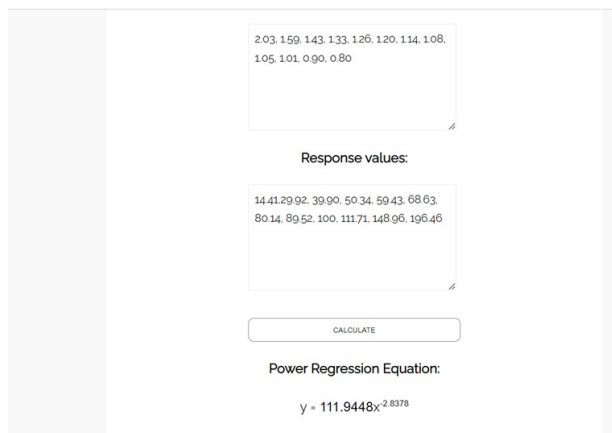 2.03, 1.59, 1.43, 1.33, 1.26, 1.20, 1.14, 1.08,
1.05, 1.01, 0.90, 0.80
Response values:
14.41.29.92, 39.90, 50.34, 59.43, 68.63,
80.14, 89.52, 100, 111.71, 148.96, 196.46
CALCULATE
Power Regression Equation:
y = 111.9448x^-2.8378